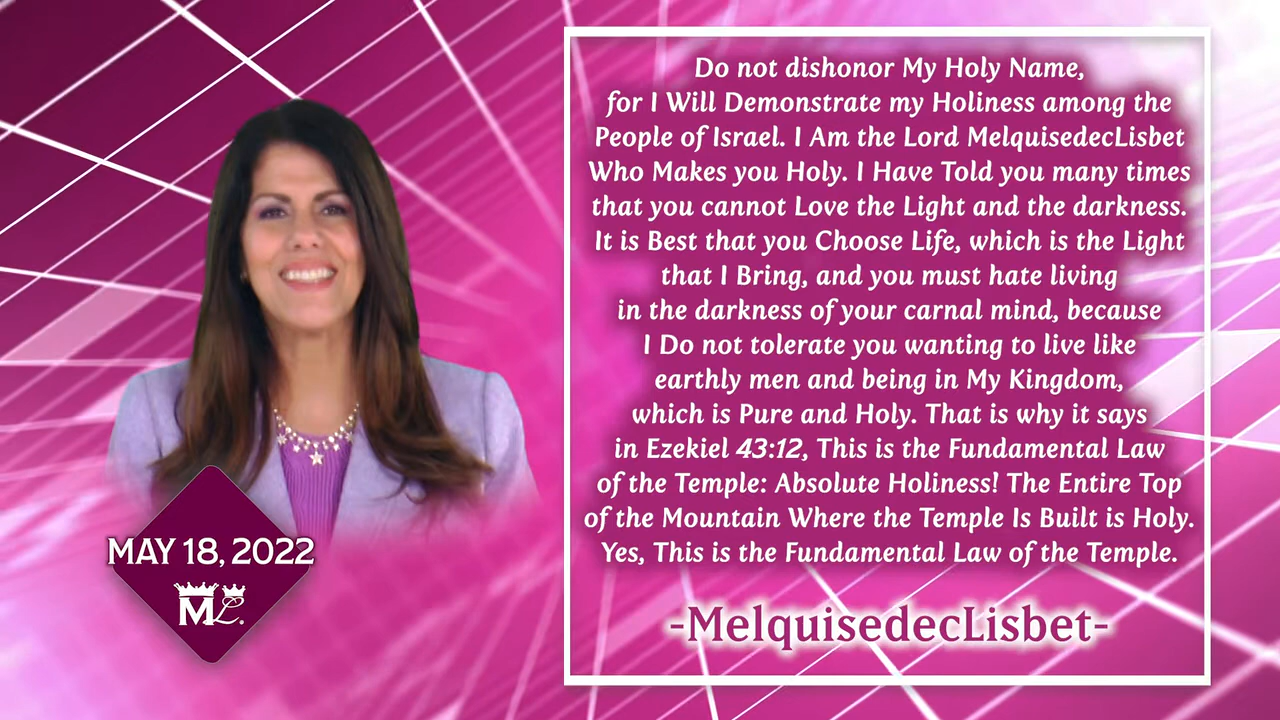 Do not dishonor My Holy Name,
for I Will Demonstrate my Holiness among the
People of Israel. I Am the Lord MelquisedecLisbet
Who Makes you Holy. I Have Told you many times
that you cannot Love the Light and the darkness.
It is Best that you Choose Life, which is the Light
that I Bring, and you must hate living
in the darkness of your carnal mind, because
I Do not tolerate you wanting to live like
earthly men and being in My Kingdom,
which is Pure and Holy. That is why it says
in Ezekiel 43:12, This is the Fundamental Law
of the Temple: Absolute Holiness! The Entire Top
of the Mountain Where the Temple Is Built is Holy.
Yes, This is the Fundamental Law of the Temple.
-MelquisedecLisbet-
MAY 18, 2022
ML.